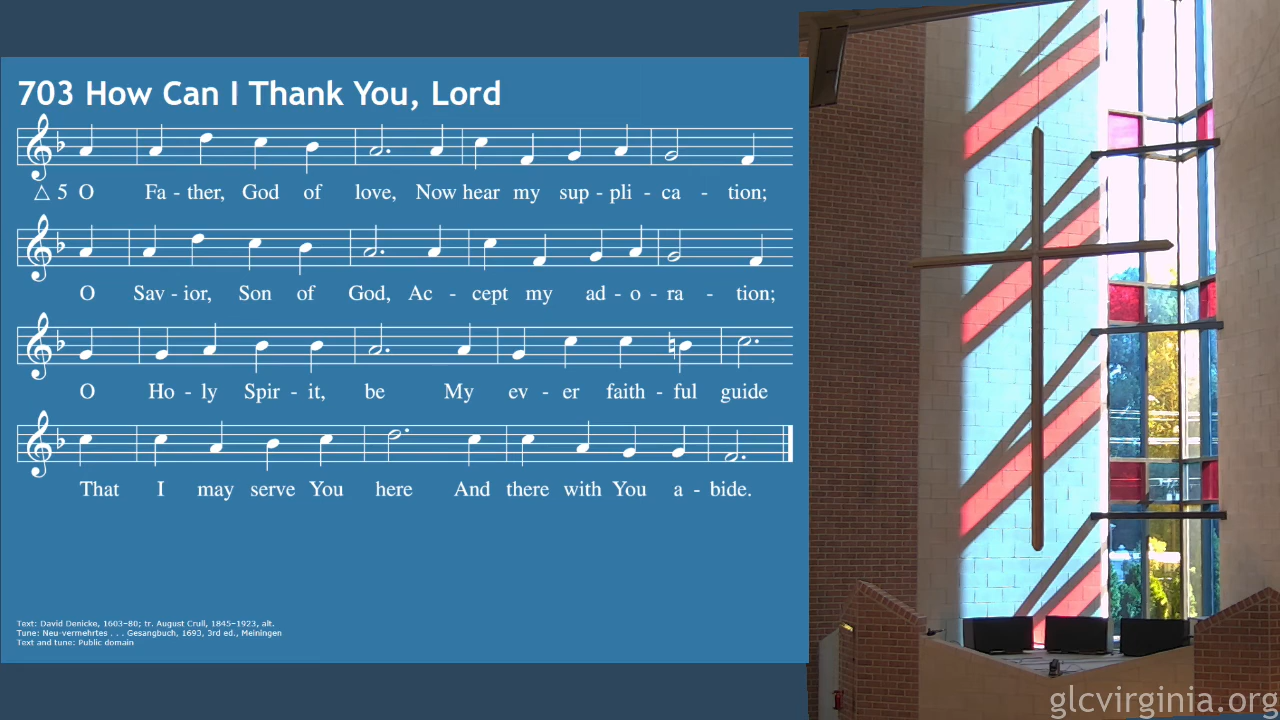 703 How Can I Thank You, Lord
△ 5 O Fa - ther, God of love, Now hear my sup - pli - ca - tion;
O Sav - ior, Son of God, Ac - cept my ad - o - ra - tion;
O Ho - ly Spir - it, be My ev - er faith - ful guide
That I may serve You here And there with You a - bide.
Text: David Denicke, 1603–80; tr. August Crull, 1845–1923, alt.
Tune: Neu-vermehrtes . . . Gesangbuch, 1693, 3rd ed., Meiningen
Text and tune: Public domain
glcvirginia.org